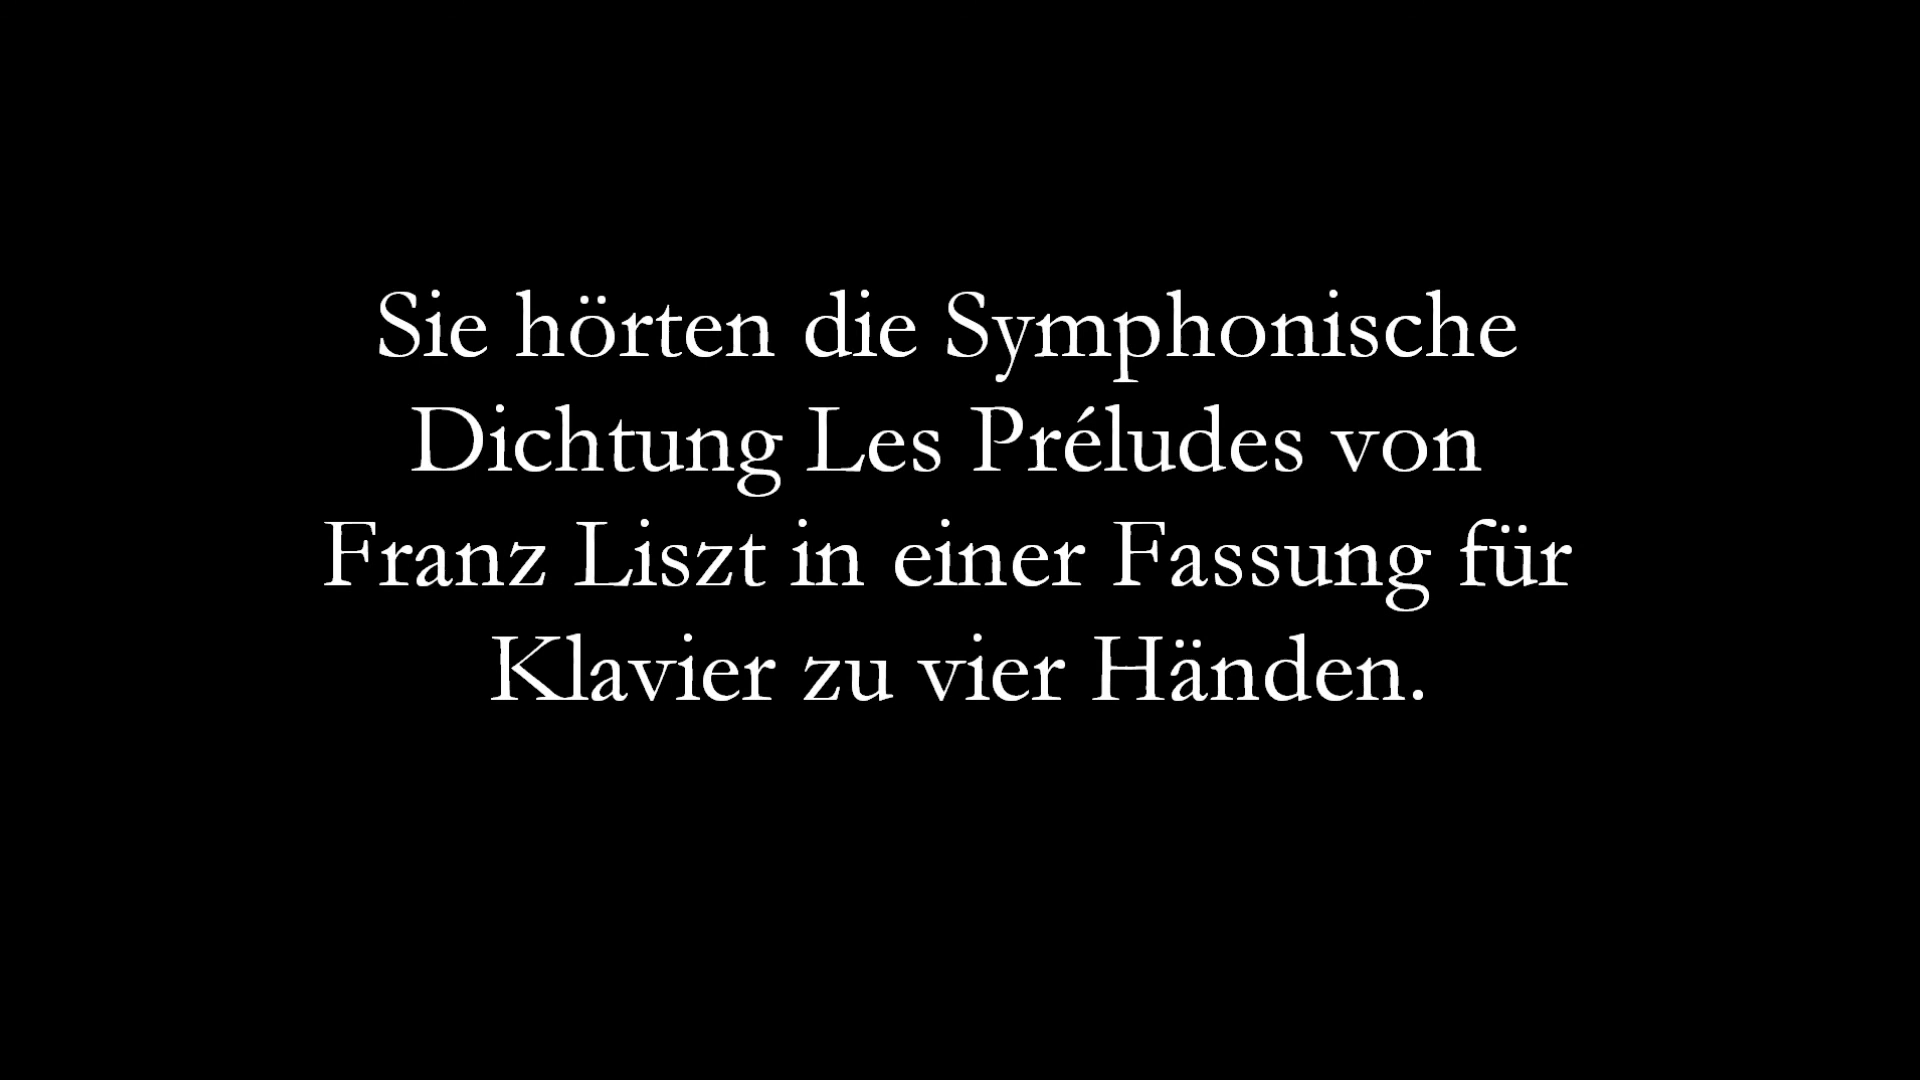 Sie hörten die Symphonische
Dichtung Les Préludes von
Franz Liszt in einer Fassung für
Klavier zu vier Händen.